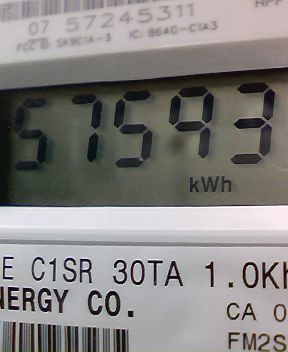 07 57245311
FCC ID: SK9C1A-3 IC: 864G-C1A3
57593
kWh
E C1SR 30TA 1.0Kh
NERGY CO.
CA 0
FM2S